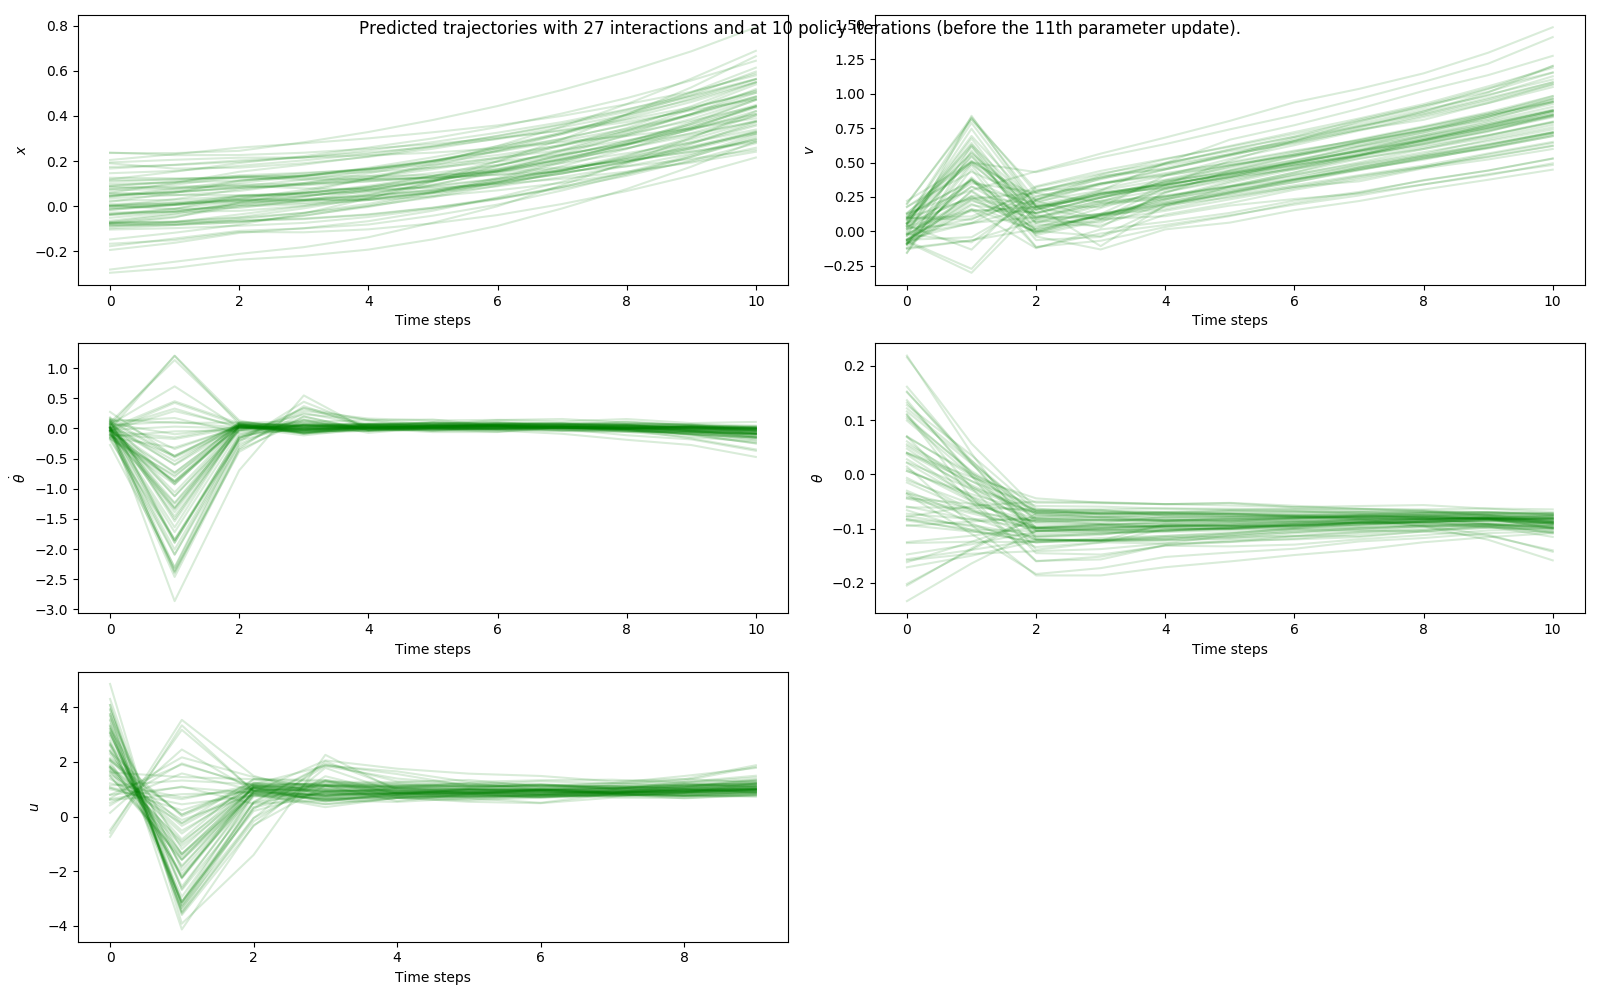 Predicted trajectories with 27 interactions and at 10 policy iterations (before the 11th parameter update).
0.8
0.6
0.4
0.2
0.0
−0.2
x
0 2 4 6 8 10
Time steps
1.50
1.25
1.00
0.75
0.50
0.25
0.00
−0.25
v
0 2 4 6 8 10
Time steps
1.0
0.5
0.0
−0.5
−1.0
−1.5
−2.0
−2.5
−3.0
θ̇
0 2 4 6 8 10
Time steps
0.2
0.1
0.0
−0.1
−0.2
θ
0 2 4 6 8 10
Time steps
4
2
0
−2
−4
u
0 2 4 6 8
Time steps